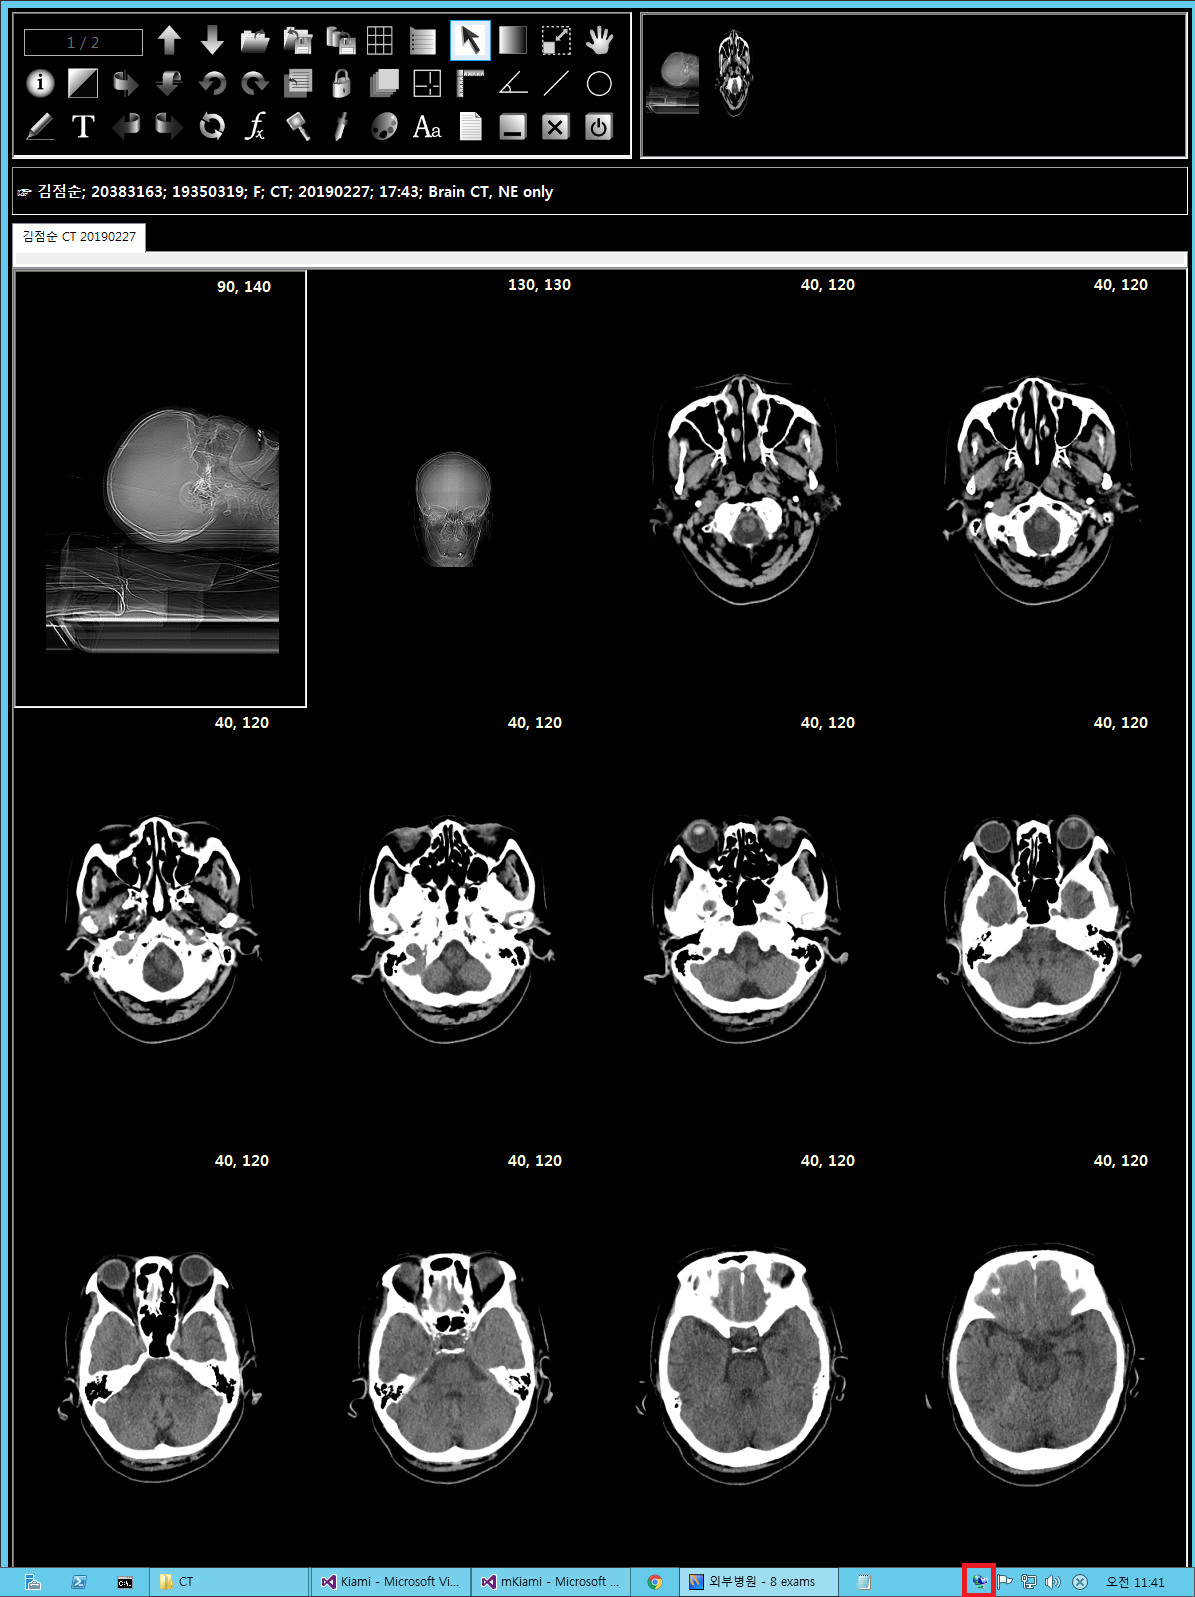 1 / 2
i
T
fx
Aa
☞ 김점순; 20383163; 19350319; F; CT; 20190227; 17:43; Brain CT, NE only
김점순 CT 20190227
90, 140
130, 130
40, 120
40, 120
40, 120
40, 120
40, 120
40, 120
40, 120
40, 120
40, 120
40, 120
C:\.
CT
Kiami - Microsoft Vi...
mKiami - Microsoft ...
외부병원 - 8 exams
오전 11:41